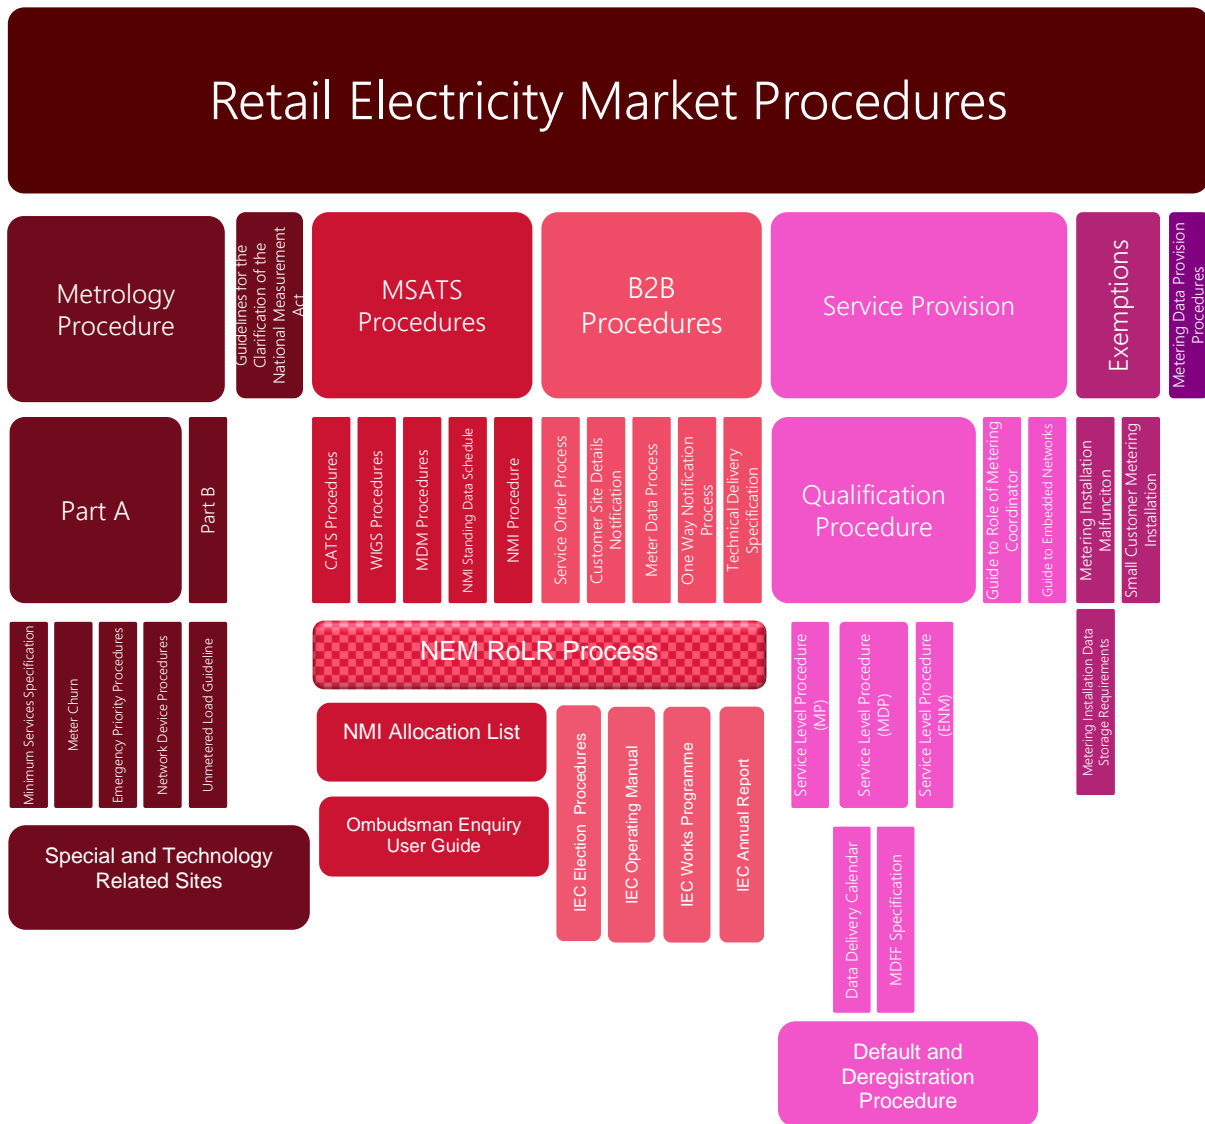 Retail Electricity Market Procedures
Metrology
Procedure
Guidelines for the
Clarification of the
National Measurement
Act
MSATS
Procedures
B2B
Procedures
Service Provision
Exemptions
Metering Data Provision
Procedures
Part A
Part B
CATS Procedures
WIGS Procedures
MDM Procedures
NMI Standing Data Schedule
NMI Procedure
Service Order Process
Customer Site Details
Notification
Meter Data Process
One Way Notification
Process
Technical Delivery
Specification
Qualification
Procedure
Guide to Role of Metering
Coordinator
Guide to Embedded Networks
Metering Installation
Malfunciton
Small Customer Metering
Installation
Minimum Services Specification
Meter Churn
Emergency Priority Procedures
Network Device Procedures
Unmetered Load Guideline
NEM RoLR Process
Service Level Procedure
(MP)
Service Level Procedure
(MDP)
Service Level Procedure
(ENM)
Metering Installation Data
Storage Requirements
NMI Allocation List
Ombudsman Enquiry
User Guide
IEC Election  Procedures
IEC Operating Manual
IEC Works Programme
IEC Annual Report
Special and Technology
Related Sites
Data Delivery Calendar
MDFF Specification
Default and
Deregistration
Procedure